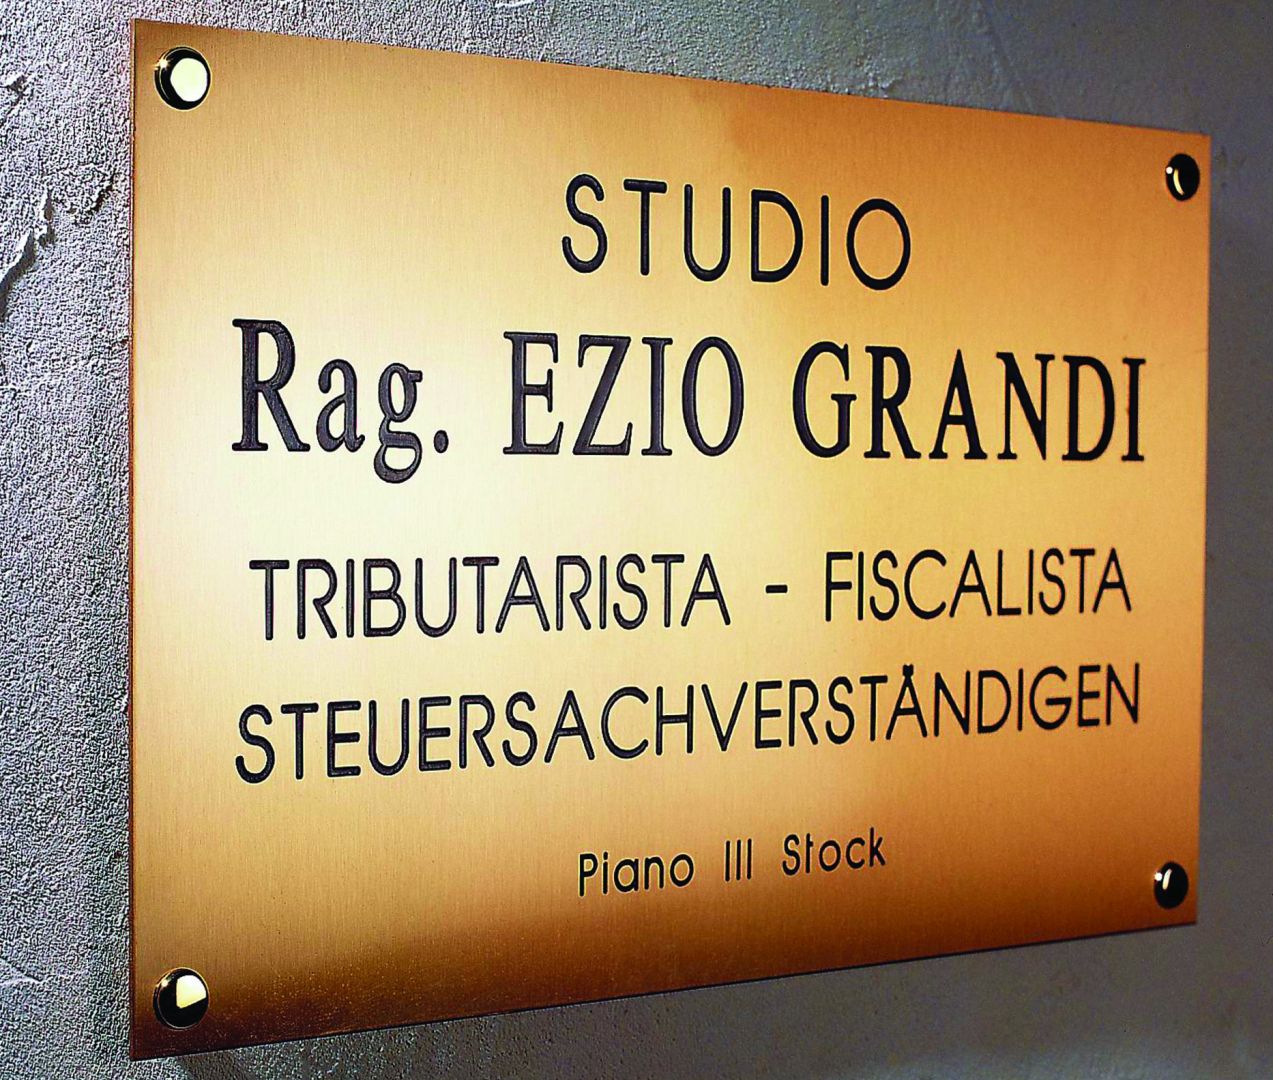 STUDIO
Rag. EZIO GRANDI
TRIBUTARISTA - FISCALISTA
STEUERSACHVERSTÄNDIGEN
Piano III Stock